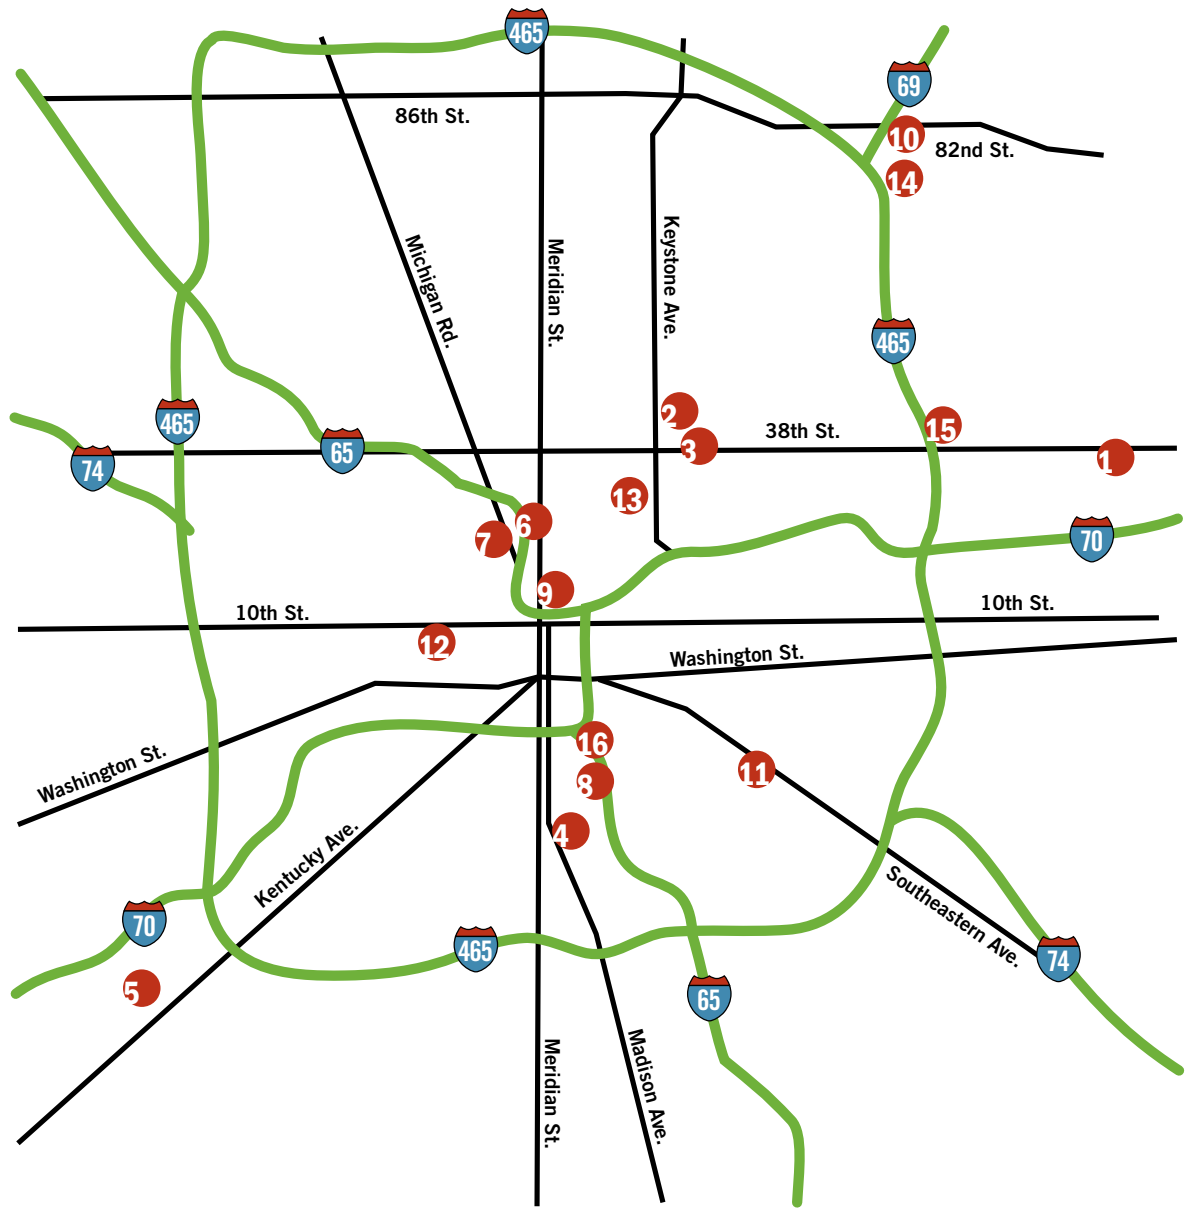 465
69
86th St.
10
82nd St.
14
Keystone Ave.
Michigan Rd.
Meridian St.
465
2
465
15
38th St.
3
65
1
74
13
6
7
70
9
10th St.
10th St.
12
Washington St.
16
11
Washington St.
8
4
Kentucky Ave.
Southeastern Ave.
70
465
74
5
65
Meridian St.
Madison Ave.